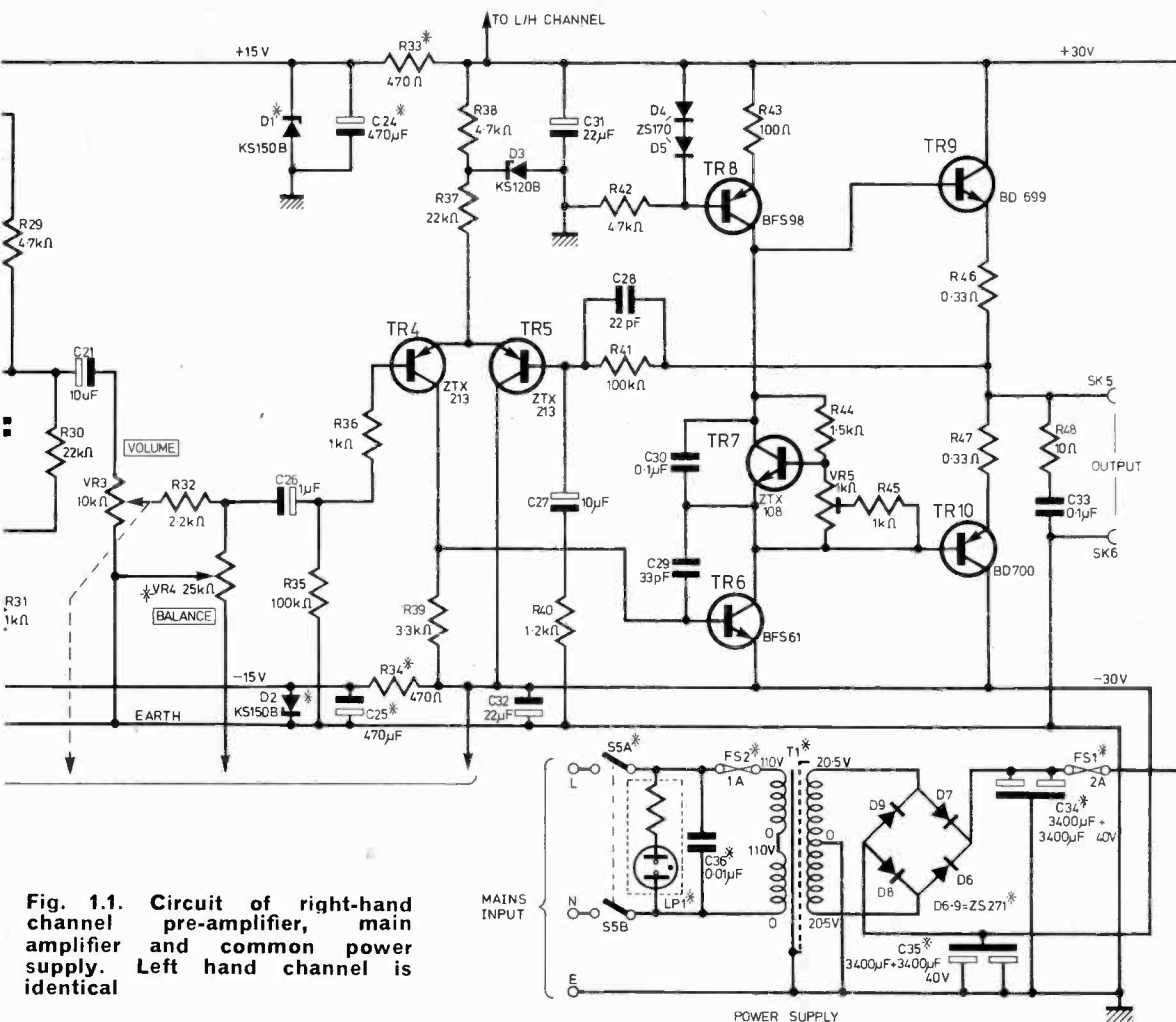 TO L/H CHANNEL
+15V
R33*
470Ω
+30V
D1*
KS150B
C24*
470µF
R38
4·7kΩ
C31
22µF
D4
ZS170
D5
R43
100Ω
D3
KS120B
TR8
BFS98
TR9
BD 699
R37
22kΩ
R42
4·7kΩ
R29
4·7kΩ
R46
0·33Ω
C28
22pF
TR4
ZTX
213
TR5
ZTX
213
R41
100kΩ
C21
10uF
SK5
R30
22kΩ
VOLUME
R36
1kΩ
R44
1·5kΩ
R47
0·33Ω
R48
10Ω
OUTPUT
VR3
10kΩ
R32
2·2kΩ
C26
1µF
C27
10µF
C30
0·1µF
TR7
ZTX
108
VR5
1kΩ
R45
1kΩ
TR10
BD700
C33
0·1µF
SK6
R31
1kΩ
*VR4 25kΩ
BALANCE
R35
100kΩ
R39
3·3kΩ
R40
1·2kΩ
C29
33pF
TR6
BFS61
-15V
R34*
470Ω
-30V
D2*
KS150B
C25*
470µF
C32
22µF
EARTH
S5A*
L
FS2*
1A
T1*
110V
20·5V
FS1*
2A
D9
D7
C34*
3400µF+
3400µF 40V
0
110V
0
C36*
0·01µF
D8
D6
MAINS
INPUT
N
S5B
LP1*
0
20·5V
D6-9=ZS271*
C35*
3400µF+3400µF
40V
E
POWER SUPPLY
Fig. 1.1. Circuit of right-hand
channel pre-amplifier, main
amplifier and common power
supply. Left hand channel is
identical